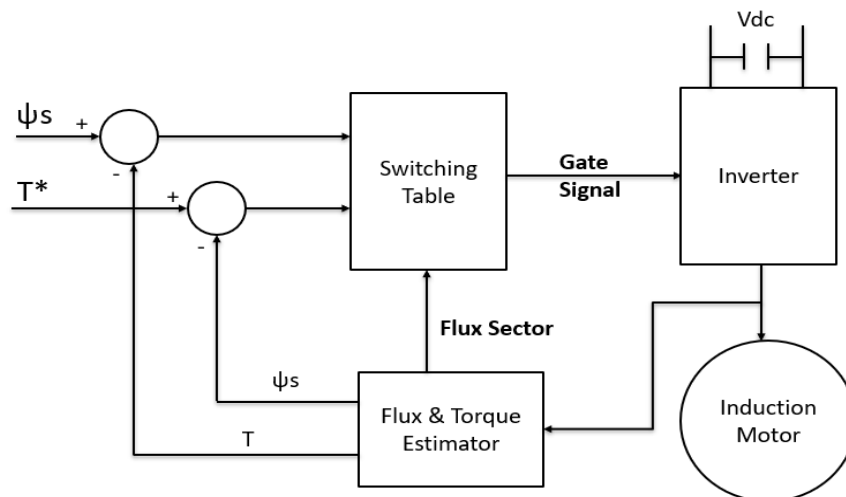 Vdc
ψs
+
-
T*
+
-
Switching
Table
Gate
Signal
Inverter
Flux Sector
ψs
T
Flux & Torque
Estimator
Induction
Motor